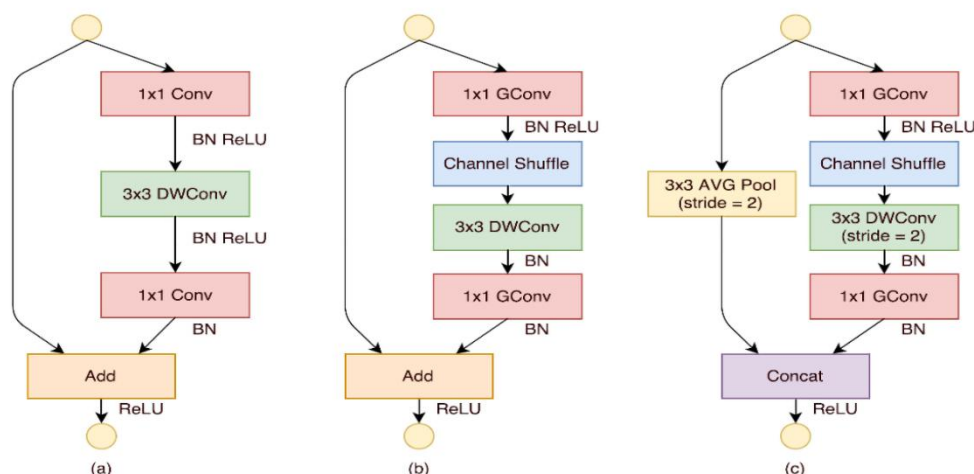 1x1 Conv
BN ReLU
3x3 DWConv
BN ReLU
1x1 Conv
BN
Add
ReLU
(a)
1x1 GConv
BN ReLU
Channel Shuffle
3x3 DWConv
BN
1x1 GConv
BN
Add
ReLU
(b)
1x1 GConv
BN ReLU
Channel Shuffle
3x3 AVG Pool
(stride = 2)
3x3 DWConv
(stride = 2)
BN
1x1 GConv
BN
Concat
ReLU
(c)